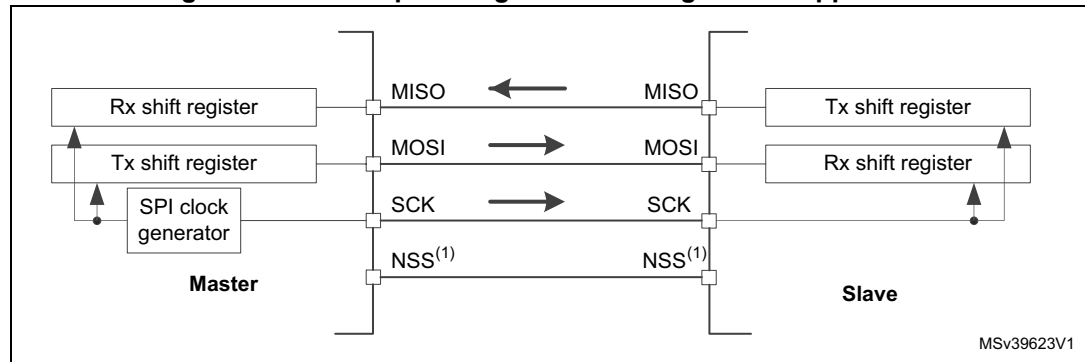 MISO MISO
Rx shift register Tx shift register
MOSI MOSI
Tx shift register Rx shift register
SPI clock
generator
SCK SCK
NSS(1) NSS(1)
Master
Slave
MSv39623V1